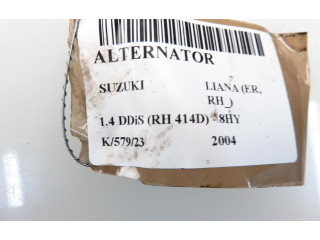 ALTERNATOR
SUZUKI LIANA (ER, RH_)
1.4 DDiS (RH 414D) - 8HY
K/579/23 2004